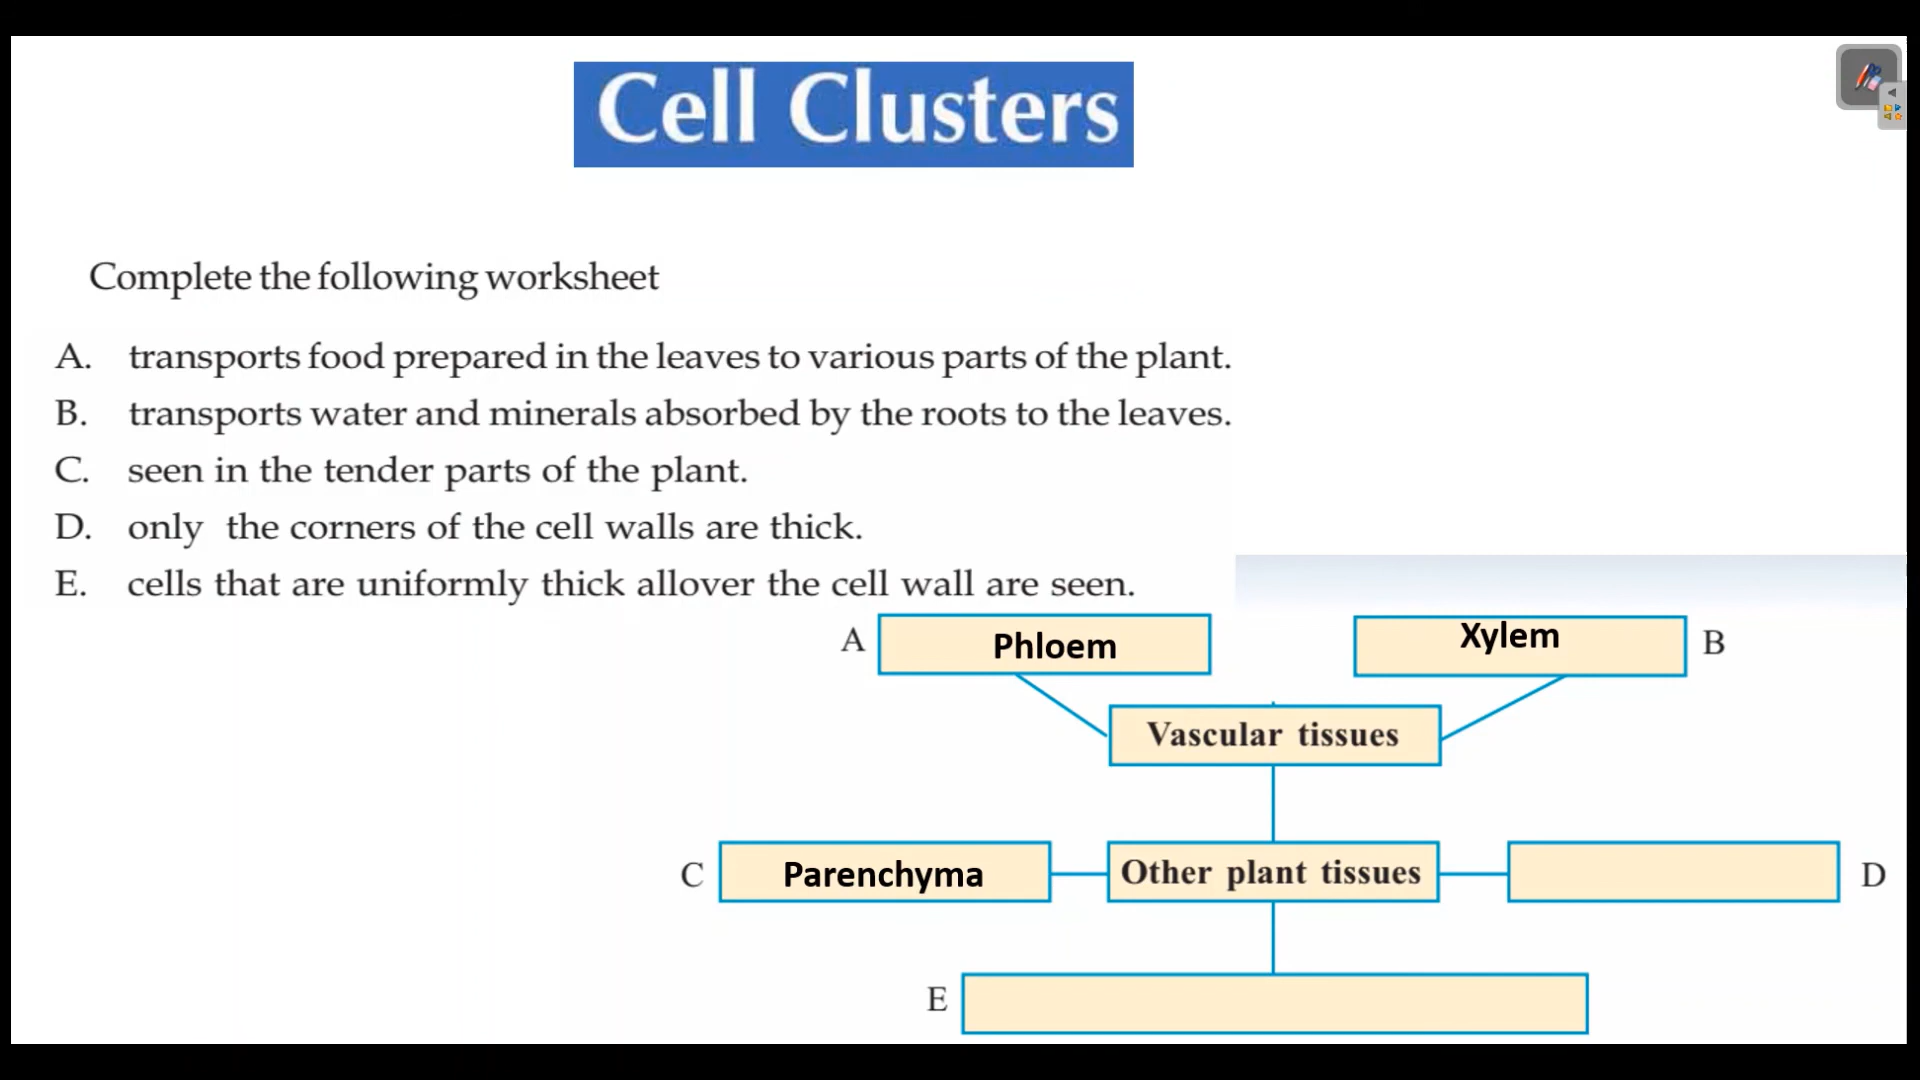 Cell Clusters
Complete the following worksheet
A. transports food prepared in the leaves to various parts of the plant.
B. transports water and minerals absorbed by the roots to the leaves.
C. seen in the tender parts of the plant.
D. only the corners of the cell walls are thick.
E. cells that are uniformly thick allover the cell wall are seen.
A Phloem
Xylem B
Vascular tissues
C Parenchyma
Other plant tissues
D
E